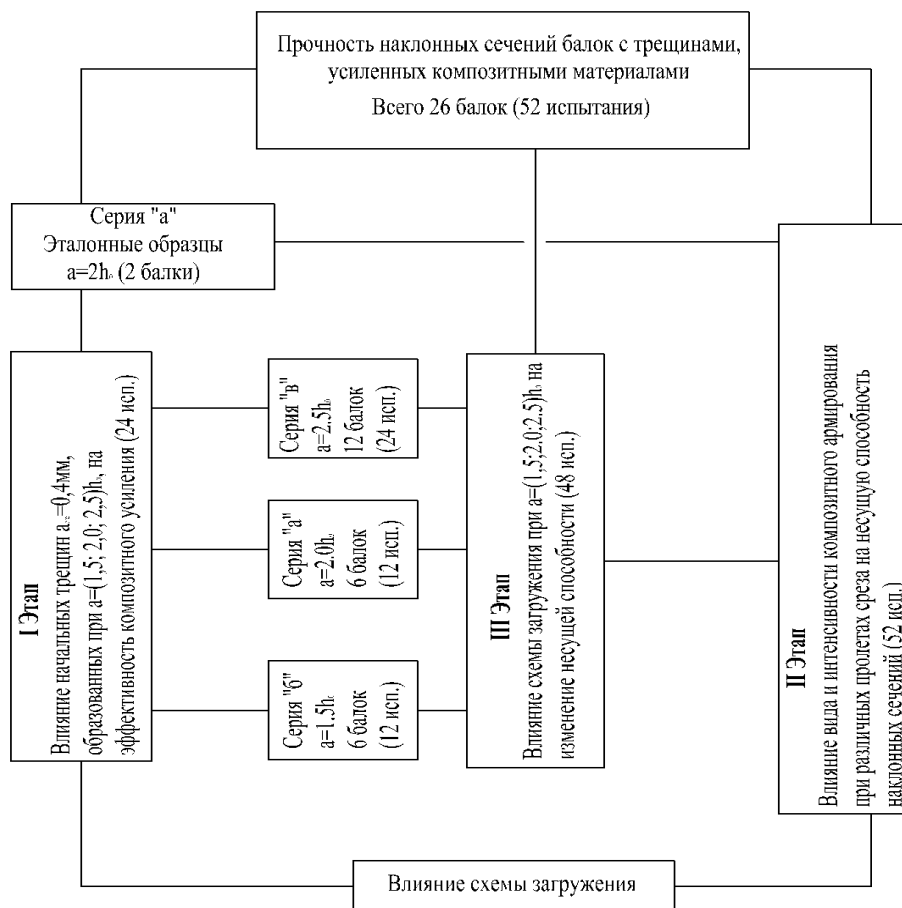 Прочность наклонных сечений балок с трещинами,
усиленных композитными материалами
Всего 26 балок (52 испытания)
Серия "а"
Эталонные образцы
a=2h₀ (2 балки)
I Этап
Влияние начальных трещин a =0,4мм,
образованных при a=(1,5; 2,0; 2,5)h₀, на
эффективность композитного усиления (24 исп.)
Серия "в"
a=2.5h₀
12 балок
(24 исп.)
Серия "а"
a=2.0h₀
6 балок
(12 исп.)
Серия "б"
a=1.5h₀
6 балок
(12 исп.)
III Этап
Влияние схемы загружения при a=(1,5;2,0;2,5)h₀ на
изменение несущей способности (48 исп.)
II Этап
Влияние вида и интенсивности композитного армирования
при различных пролетах среза на несущую способность
наклонных сечений (52 исп.)
Влияние схемы загружения